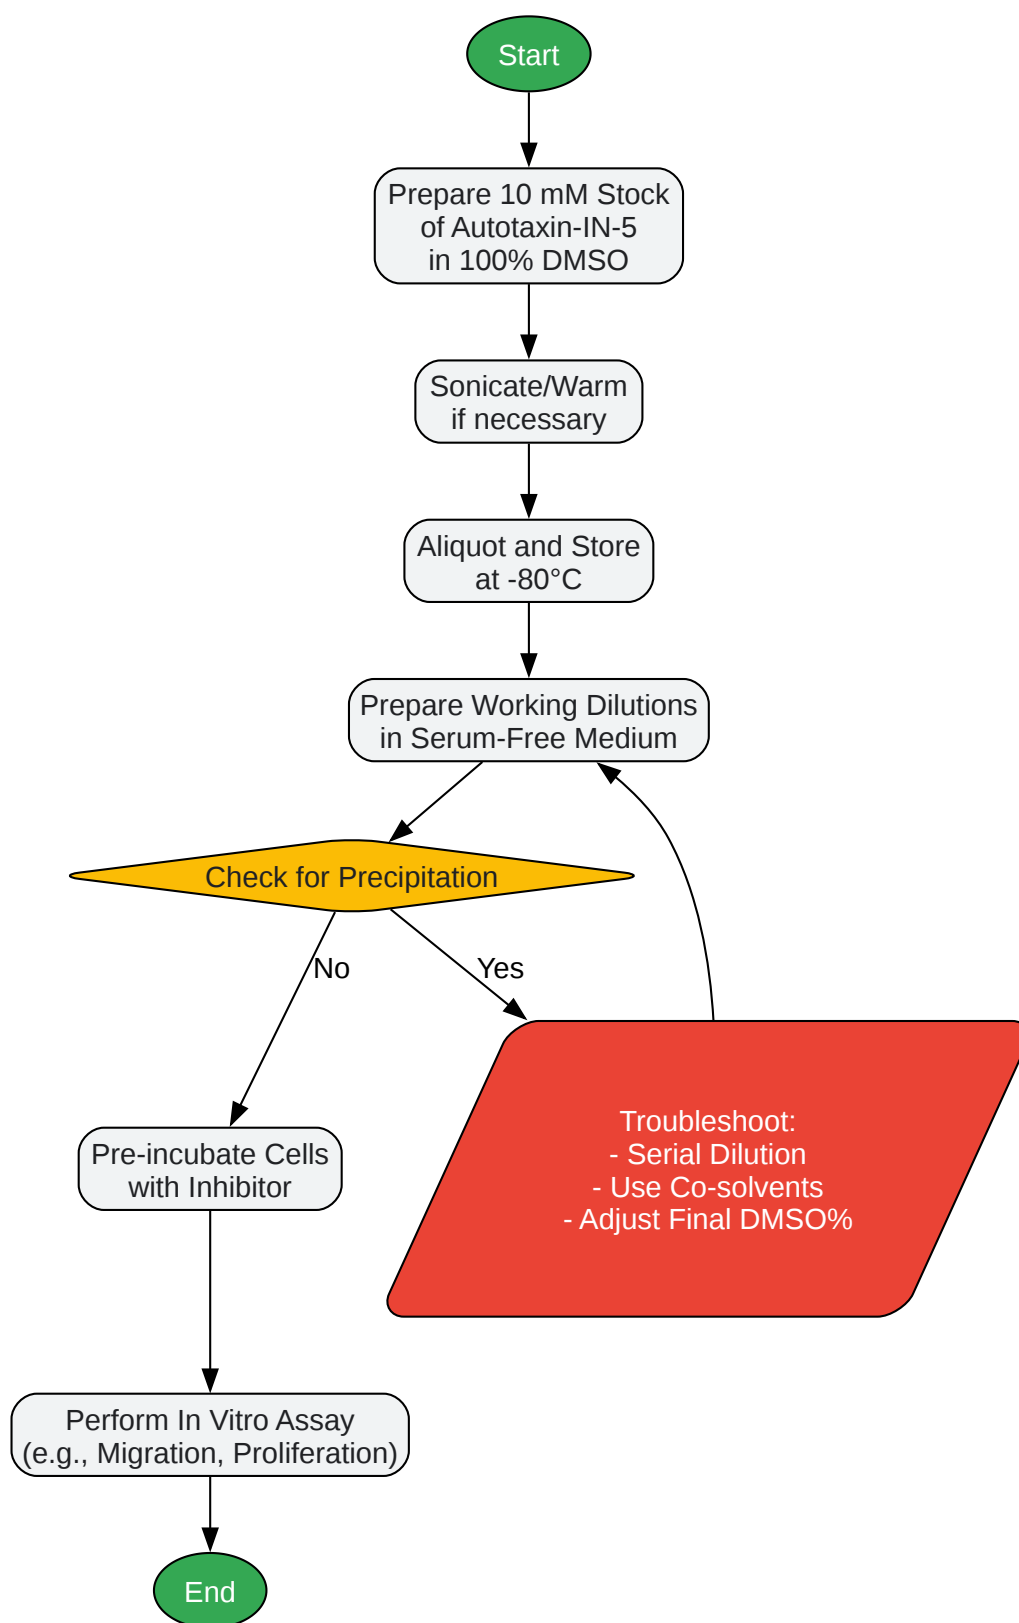 Start
Prepare 10 mM Stock
of Autotaxin-IN-5
in 100% DMSO
Sonicate/Warm
if necessary
Aliquot and Store
at -80°C
Prepare Working Dilutions
in Serum-Free Medium
Check for Precipitation
No
Yes
Troubleshoot:
- Serial Dilution
- Use Co-solvents
- Adjust Final DMSO%
Pre-incubate Cells
with Inhibitor
Perform In Vitro Assay
(e.g., Migration, Proliferation)
End